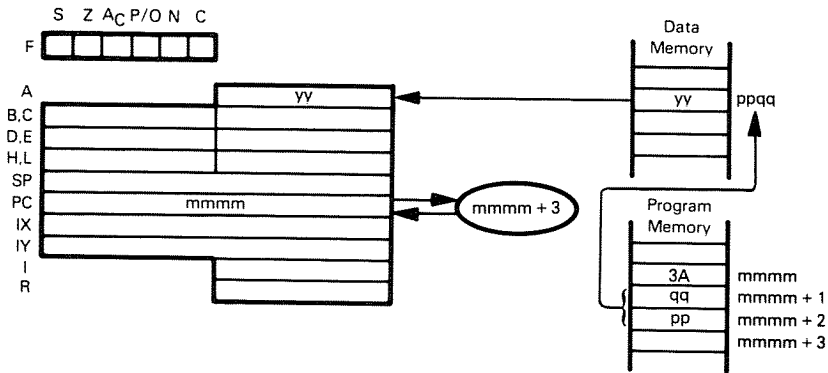 S Z AC P/O N C
F
Data
Memory
A
yy
yy
ppqq
B,C
D,E
H,L
SP
PC
mmmm
mmmm + 3
IX
IY
I
R
Program
Memory
3A
mmmm
qq
mmmm + 1
pp
mmmm + 2
mmmm + 3